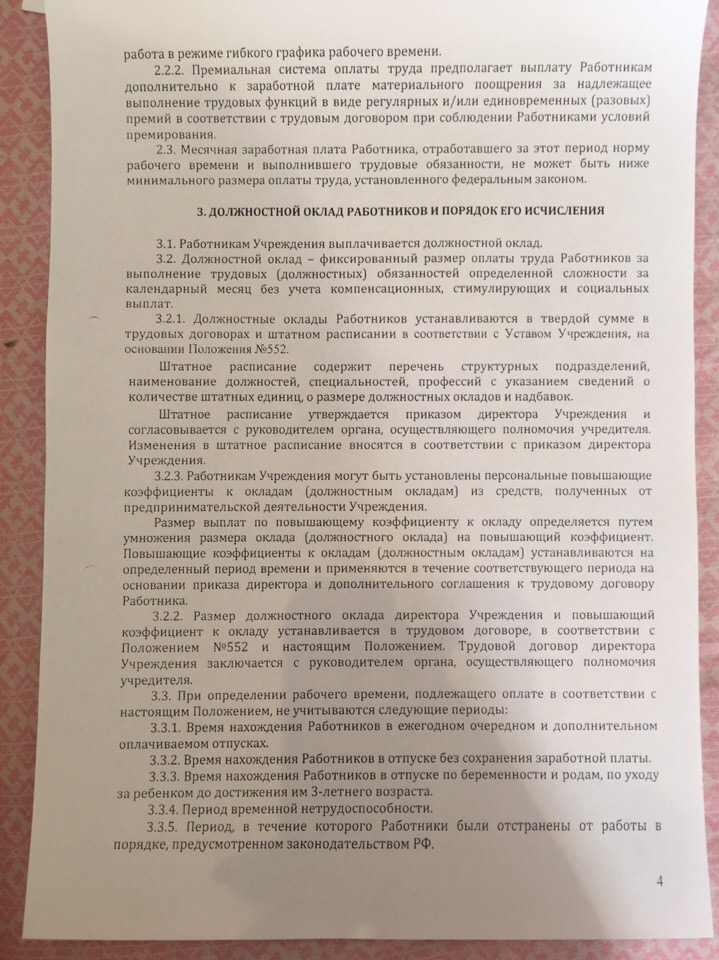 работа в режиме гибкого графика рабочего времени.
2.2.2. Премиальная система оплаты труда предполагает выплату Работникам
дополнительно к заработной плате материального поощрения за надлежащее
выполнение трудовых функций в виде регулярных и/или единовременных (разовых)
премий в соответствии с трудовым договором при соблюдении Работниками условий
премирования.
2.3. Месячная заработная плата Работника, отработавшего за этот период норму
рабочего времени и выполнившего трудовые обязанности, не может быть ниже
минимального размера оплаты труда, установленного федеральным законом.
3. ДОЛЖНОСТНОЙ ОКЛАД РАБОТНИКОВ И ПОРЯДОК ЕГО ИСЧИСЛЕНИЯ
3.1. Работникам Учреждения выплачивается должностной оклад.
3.2. Должностной оклад – фиксированный размер оплаты труда Работников за
выполнение трудовых (должностных) обязанностей определенной сложности за
календарный месяц без учета компенсационных, стимулирующих и социальных
выплат.
3.2.1. Должностные оклады Работников устанавливаются в твердой сумме в
трудовых договорах и штатном расписании в соответствии с Уставом Учреждения, на
основании Положения №552.
Штатное расписание содержит перечень структурных подразделений,
наименование должностей, специальностей, профессий с указанием сведений о
количестве штатных единиц, о размере должностных окладов и надбавок.
Штатное расписание утверждается приказом директора Учреждения и
согласовывается с руководителем органа, осуществляющего полномочия учредителя.
Изменения в штатное расписание вносятся в соответствии с приказом директора
Учреждения.
3.2.3. Работникам Учреждения могут быть установлены персональные повышающие
коэффициенты к окладам (должностным окладам) из средств, полученных от
предпринимательской деятельности Учреждения.
Размер выплат по повышающему коэффициенту к окладу определяется путем
умножения размера оклада (должностного оклада) на повышающий коэффициент.
Повышающие коэффициенты к окладам (должностным окладам) устанавливаются на
определенный период времени и применяются в течение соответствующего периода на
основании приказа директора и дополнительного соглашения к трудовому договору
Работника.
3.2.2. Размер должностного оклада директора Учреждения и повышающий
коэффициент к окладу устанавливается в трудовом договоре, в соответствии с
Положением №552 и настоящим Положением. Трудовой договор директора
Учреждения заключается с руководителем органа, осуществляющего полномочия
учредителя.
3.3. При определении рабочего времени, подлежащего оплате в соответствии с
настоящим Положением, не учитываются следующие периоды:
3.3.1. Время нахождения Работников в ежегодном очередном и дополнительном
оплачиваемом отпусках.
3.3.2. Время нахождения Работников в отпуске без сохранения заработной платы.
3.3.3. Время нахождения Работников в отпуске по беременности и родам, по уходу
за ребенком до достижения им 3-летнего возраста.
3.3.4. Период временной нетрудоспособности.
3.3.5. Период, в течение которого Работники были отстранены от работы в
порядке, предусмотренном законодательством РФ.
4